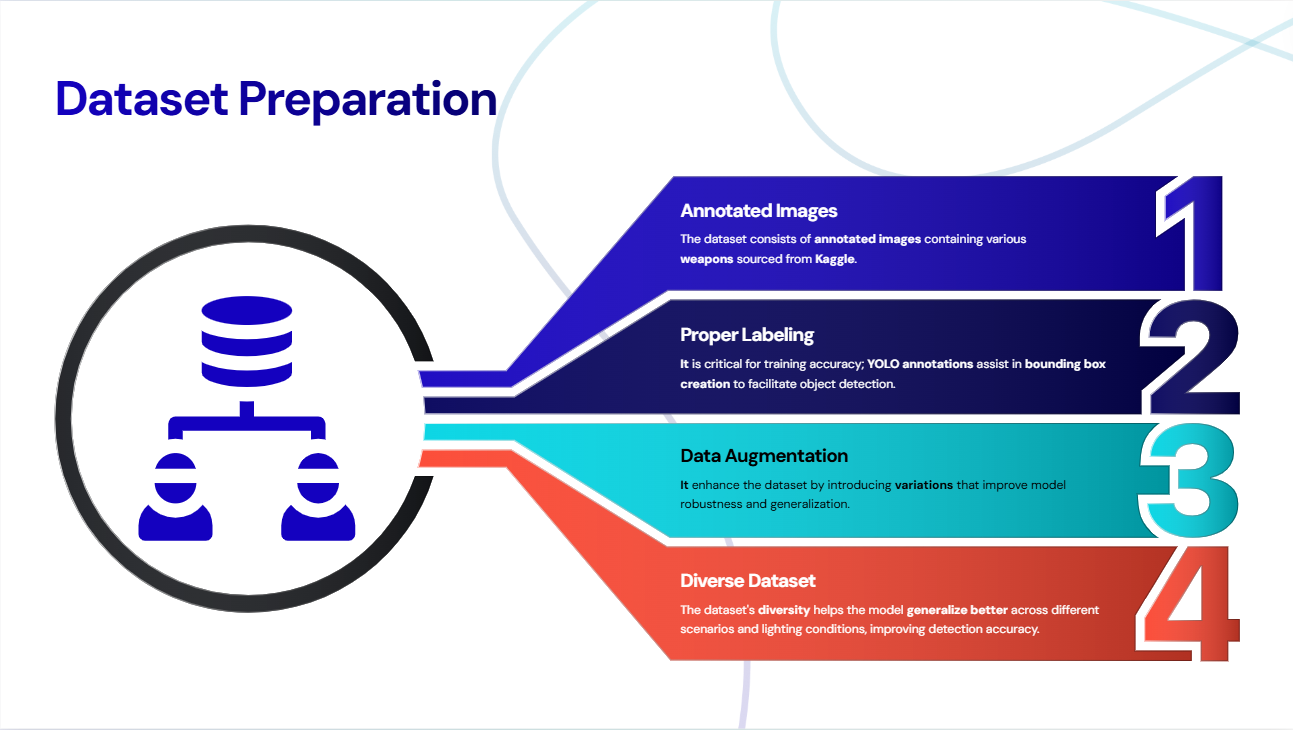 Dataset Preparation
Annotated Images
The dataset consists of annotated images containing various
weapons sourced from Kaggle.
1
Proper Labeling
It is critical for training accuracy; YOLO annotations assist in bounding box
creation to facilitate object detection.
2
Data Augmentation
It enhance the dataset by introducing variations that improve model
robustness and generalization.
3
Diverse Dataset
The dataset's diversity helps the model generalize better across different
scenarios and lighting conditions, improving detection accuracy.
4